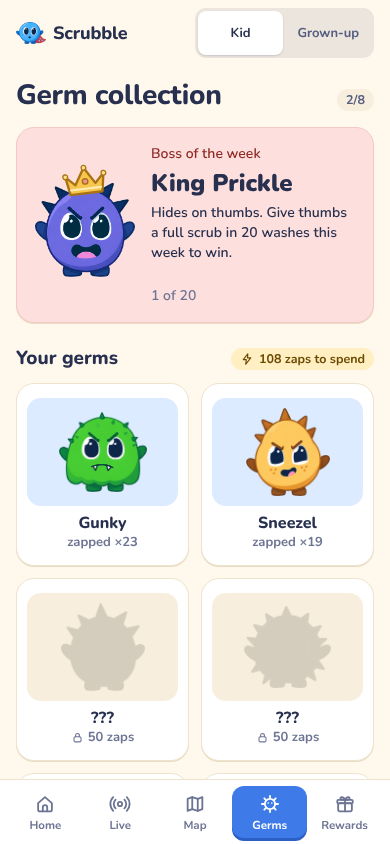 Scrubble
Kid
Grown-up
Germ collection
2/8
Boss of the week
King Prickle
Hides on thumbs. Give thumbs
a full scrub in 20 washes this
week to win.
1 of 20
Your germs
108 zaps to spend
Gunky
zapped ×23
Sneezel
zapped ×19
???
50 zaps
???
50 zaps
Home
Live
Map
Germs
Rewards